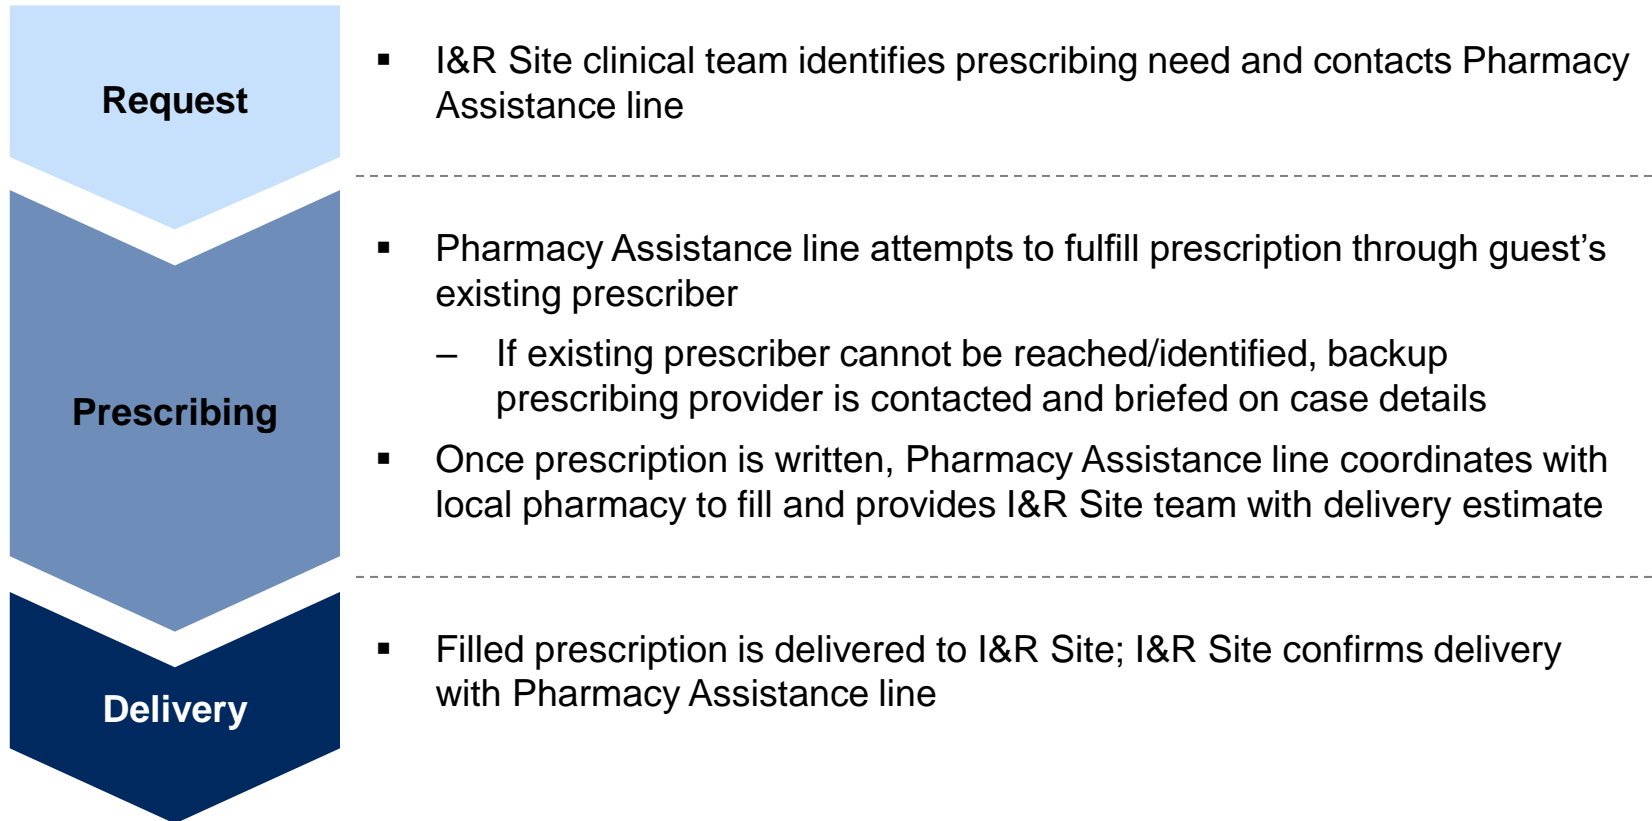 Request
▪ I&R Site clinical team identifies prescribing need and contacts Pharmacy
Assistance line
Prescribing
▪ Pharmacy Assistance line attempts to fulfill prescription through guest’s
existing prescriber
– If existing prescriber cannot be reached/identified, backup
prescribing provider is contacted and briefed on case details
▪ Once prescription is written, Pharmacy Assistance line coordinates with
local pharmacy to fill and provides I&R Site team with delivery estimate
Delivery
▪ Filled prescription is delivered to I&R Site; I&R Site confirms delivery
with Pharmacy Assistance line